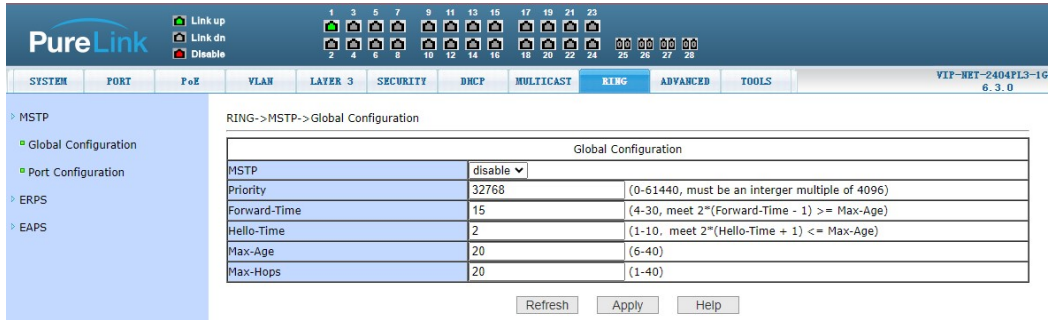 PureLink
Link up
Link dn
Disable
1 3 5 7 9 11 13 15 17 19 21 23
2 4 6 8 10 12 14 16 18 20 22 24 25 26 27 28
SYSTEM PORT PoE VLAN LAYER 3 SECURITY DHCP MULTICAST RING ADVANCED TOOLS
VIP-NET-2404PL3-1G
6.3.0
MSTP
Global Configuration
Port Configuration
ERPS
EAPS
RING->MSTP->Global Configuration
Global Configuration
MSTP disable
Priority 32768 (0-61440, must be an interger multiple of 4096)
Forward-Time 15 (4-30, meet 2*(Forward-Time - 1) >= Max-Age)
Hello-Time 2 (1-10. meet 2*(Hello-Time + 1) <= Max-Age)
Max-Age 20 (6-40)
Max-Hops 20 (1-40)
Refresh Apply Help